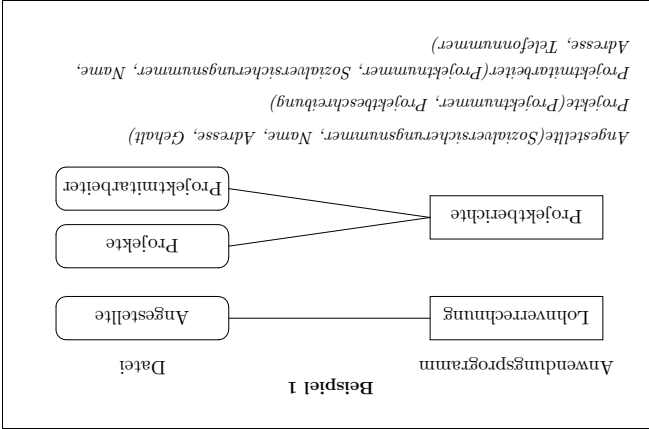 Beispiel 1
Anwendungsprogramm Datei
Lohnverrechnung Angestellte
Projekte
Projektberichte
Projektmitarbeiter
Angestellte(Sozialversicherungsnummer, Name, Adresse, Gehalt)
Projekte(Projektnummer, Projektbeschreibung)
Projektmitarbeiter(Projektnummer, Sozialversicherungsnummer, Name,
Adresse, Telefonnummer)